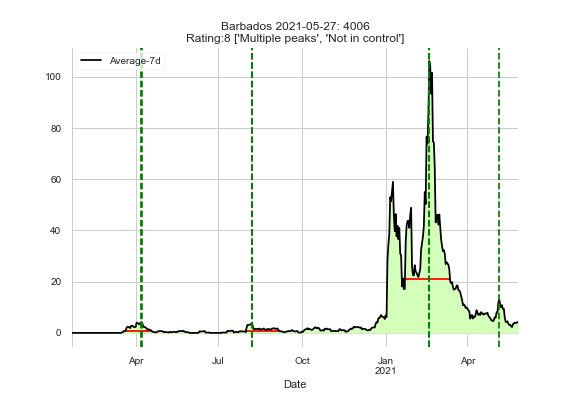 Barbados 2021-05-27: 4006
Rating:8 ['Multiple peaks', 'Not in control']
Average-7d
100
80
60
40
20
0
Apr
Jul
Oct
Jan
2021
Apr
Date